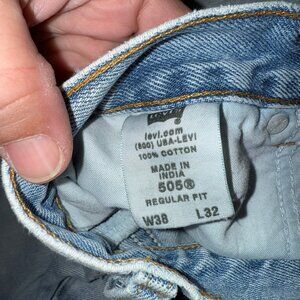 levi.com
(800) USA-LEVI
100% COTTON
MADE IN
INDIA
505®
REGULAR FIT
W38 L32